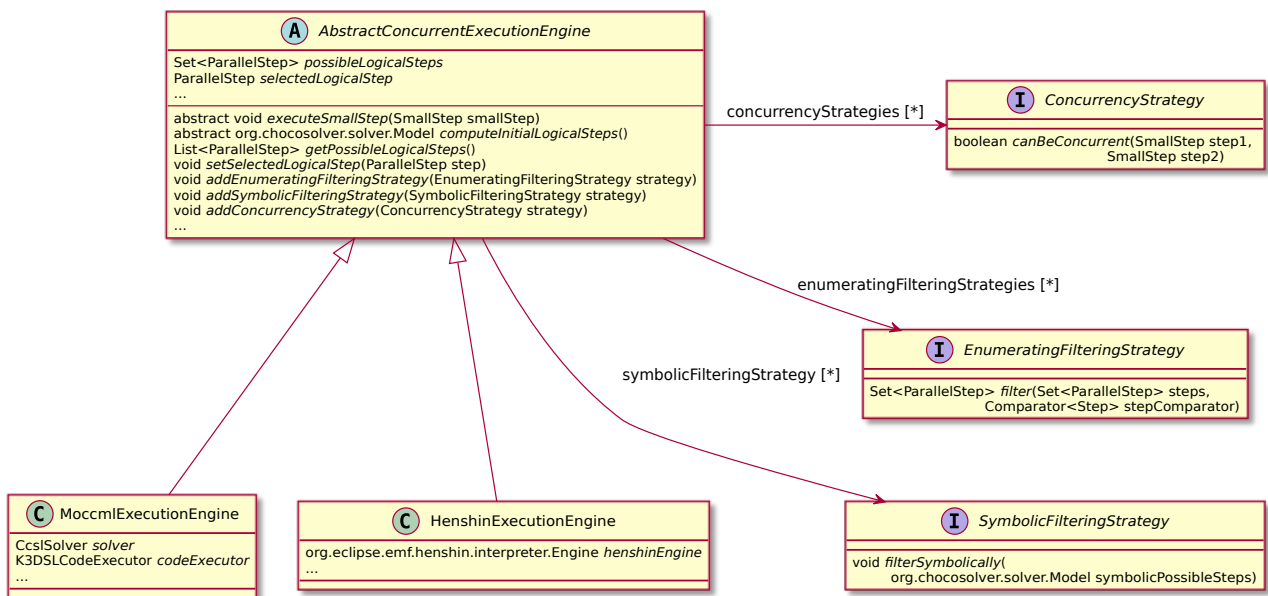 A AbstractConcurrentExecutionEngine
Set<ParallelStep> possibleLogicalSteps
ParallelStep selectedLogicalStep
...
abstract void executeSmallStep(SmallStep smallStep)
abstract org.chocosolver.solver.Model computeInitialLogicalSteps()
List<ParallelStep> getPossibleLogicalSteps()
void setSelectedLogicalStep(ParallelStep step)
void addEnumeratingFilteringStrategy(EnumeratingFilteringStrategy strategy)
void addSymbolicFilteringStrategy(SymbolicFilteringStrategy strategy)
void addConcurrencyStrategy(ConcurrencyStrategy strategy)
...
concurrencyStrategies [*]
I ConcurrencyStrategy
boolean canBeConcurrent(SmallStep step1,
SmallStep step2)
enumeratingFilteringStrategies [*]
I EnumeratingFilteringStrategy
Set<ParallelStep> filter(Set<ParallelStep> steps,
Comparator<Step> stepComparator)
symbolicFilteringStrategy [*]
C MoccmlExecutionEngine
CcslSolver solver
K3DSLCodeExecutor codeExecutor
...
C HenshinExecutionEngine
org.eclipse.emf.henshin.interpreter.Engine henshinEngine
...
I SymbolicFilteringStrategy
void filterSymbolically(
org.chocosolver.solver.Model symbolicPossibleSteps)